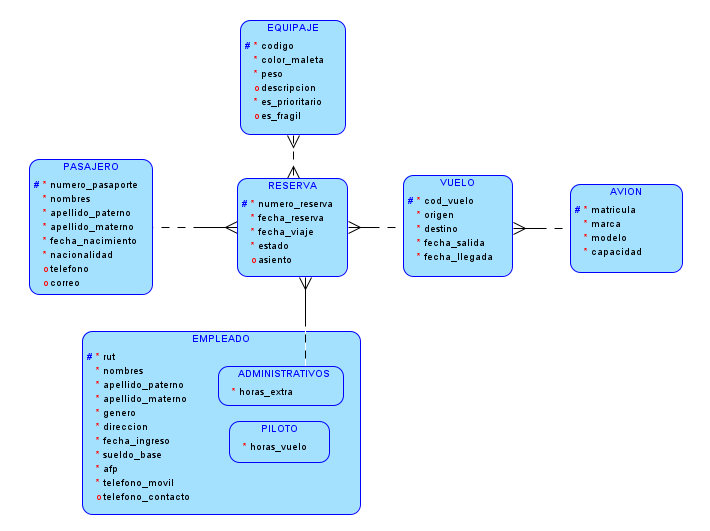 EQUIPAJE
# * codigo
* color_maleta
* peso
o descripcion
* es_prioritario
o es_fragil
PASAJERO
# * numero_pasaporte
* nombres
* apellido_paterno
* apellido_materno
* fecha_nacimiento
* nacionalidad
o telefono
o correo
RESERVA
# * numero_reserva
* fecha_reserva
* fecha_viaje
* estado
o asiento
VUELO
# * cod_vuelo
* origen
* destino
* fecha_salida
* fecha_llegada
AVION
# * matricula
* marca
* modelo
* capacidad
EMPLEADO
# * rut
* nombres
* apellido_paterno
* apellido_materno
* genero
* direccion
* fecha_ingreso
* sueldo_base
* afp
* telefono_movil
o telefono_contacto
ADMINISTRATIVOS
* horas_extra
PILOTO
* horas_vuelo